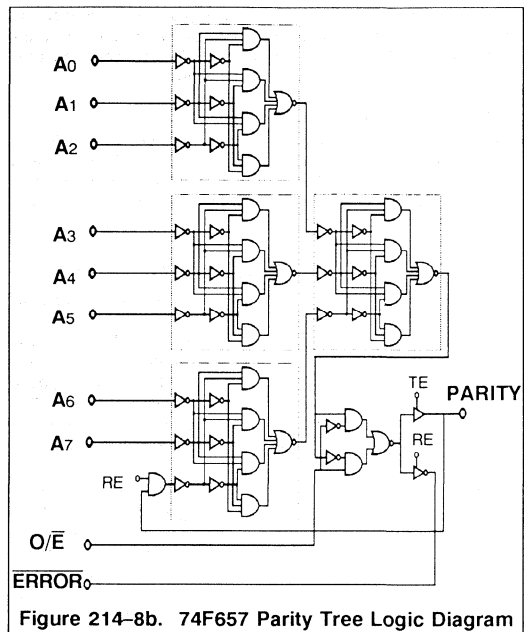 A0
A1
A2
A3
A4
A5
A6
A7
TE
PARITY
RE
RE
O/E̅
E̅R̅R̅O̅R̅
Figure 214–8b. 74F657 Parity Tree Logic Diagram